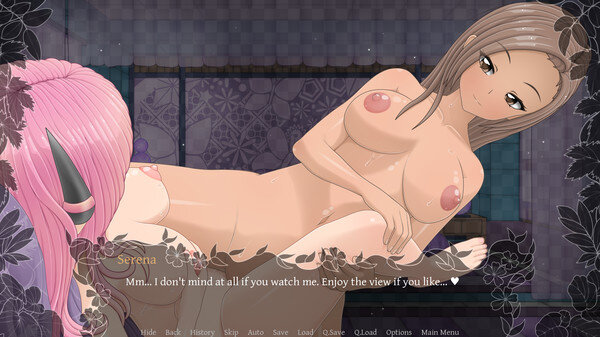 Serena
Mm... I don't mind at all if you watch me. Enjoy the view if you like... ♥
Hide Back History Skip Auto Save Load Q.Save Q.Load Options Main Menu